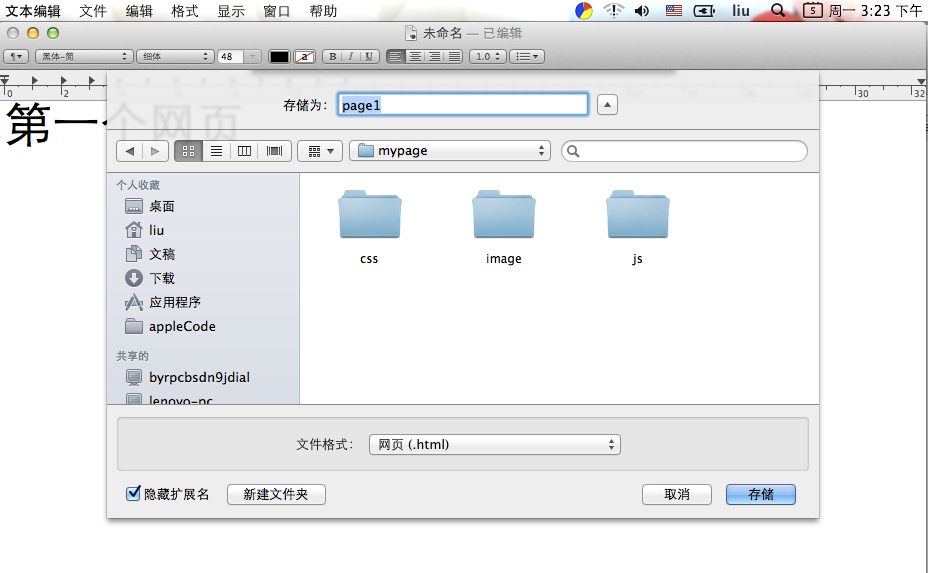 文本编辑 文件 编辑 格式 显示 窗口 帮助 liu 5 周一 3:23 下午
未命名 — 已编辑
¶ 黑体-简 细体 48 a B I U 1.0
0 2 30 32
存储为: page1
第一个网页
mypage
个人收藏
桌面
liu
文稿
下载
应用程序
appleCode
共享的
byrpcbsdn9jdial
lenovo-pc
css image js
文件格式: 网页 (.html)
隐藏扩展名 新建文件夹 取消 存储